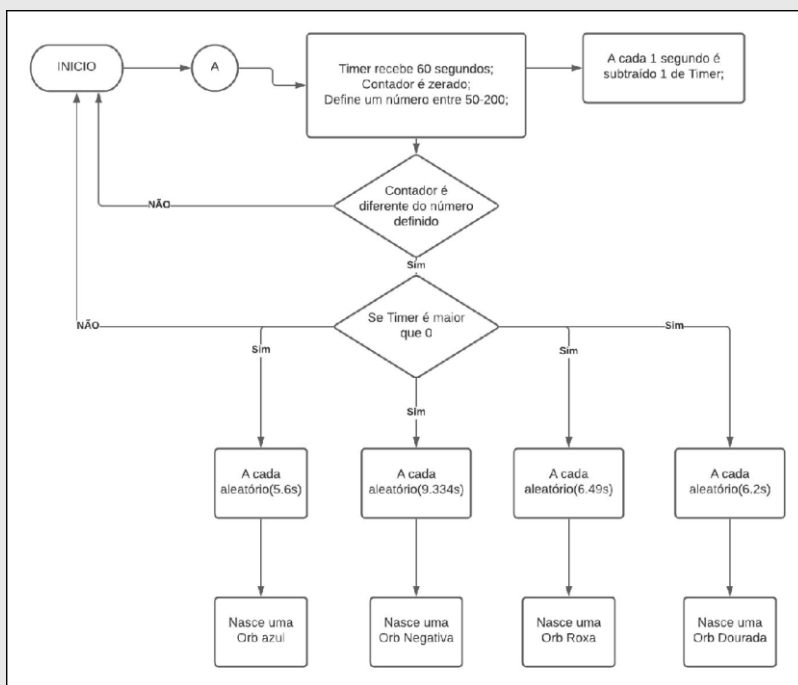 INICIO
A
Timer recebe 60 segundos;
Contador é zerado;
Define um número entre 50-200;
A cada 1 segundo é
subtraído 1 de Timer;
Contador é
diferente do número
definido
NÃO
Sim
Se Timer é maior
que 0
NÃO
Sim
Sim
Sim
Sim
A cada
aleatório(5.6s)
A cada
aleatório(9.334s)
A cada
aleatório(6.49s)
A cada
aleatório(6.2s)
Nasce uma
Orb azul
Nasce uma
Orb Negativa
Nasce uma
Orb Roxa
Nasce uma
Orb Dourada